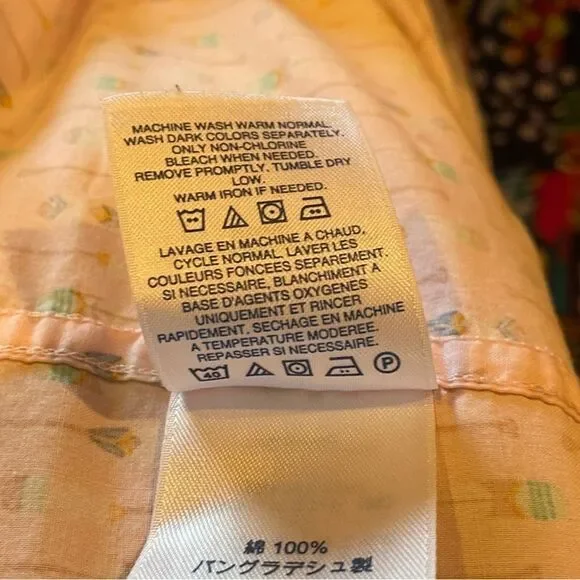 MACHINE WASH WARM NORMAL.
WASH DARK COLORS SEPARATELY.
ONLY NON-CHLORINE
BLEACH WHEN NEEDED.
REMOVE PROMPTLY. TUMBLE DRY
LOW.
WARM IRON IF NEEDED.
LAVAGE EN MACHINE A CHAUD,
CYCLE NORMAL. LAVER LES
COULEURS FONCEES SEPAREMENT.
SI NECESSAIRE, BLANCHIMENT A
BASE D'AGENTS OXYGENES
UNIQUEMENT ET RINCER
RAPIDEMENT. SECHAGE EN MACHINE
A TEMPERATURE MODEREE.
REPASSER SI NECESSAIRE.
40 P
綿 100%
バングラデシュ製